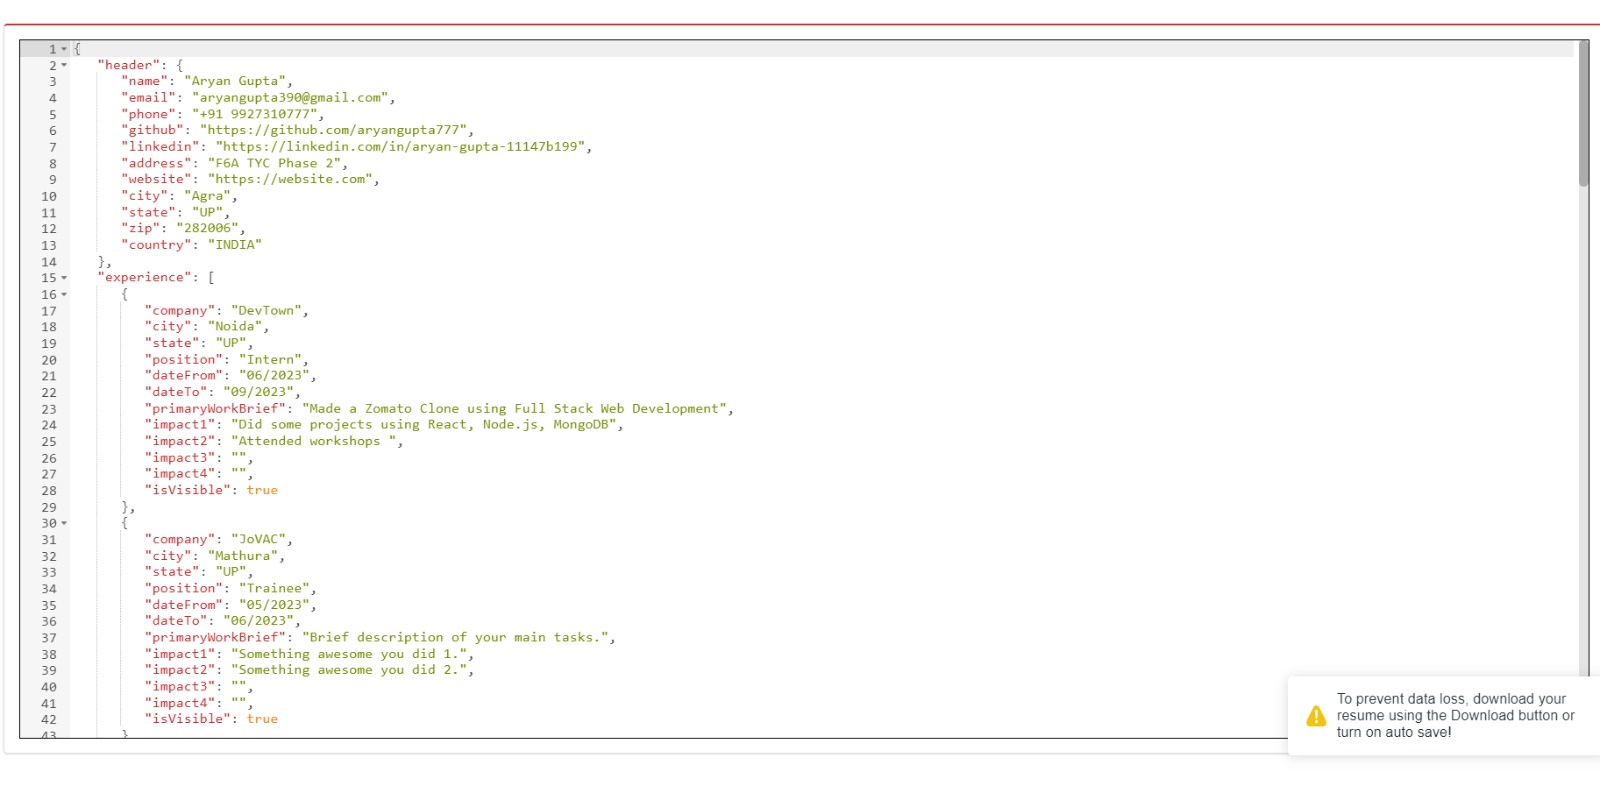 1 {
2 "header": {
3 "name": "Aryan Gupta",
4 "email": "aryangupta390@gmail.com",
5 "phone": "+91 9927310777",
6 "github": "https://github.com/aryangupta777",
7 "linkedin": "https://linkedin.com/in/aryan-gupta-11147b199",
8 "address": "F6A TYC Phase 2",
9 "website": "https://website.com",
10 "city": "Agra",
11 "state": "UP",
12 "zip": "282006",
13 "country": "INDIA"
14 },
15 "experience": [
16 {
17 "company": "DevTown",
18 "city": "Noida",
19 "state": "UP",
20 "position": "Intern",
21 "dateFrom": "06/2023",
22 "dateTo": "09/2023",
23 "primaryWorkBrief": "Made a Zomato Clone using Full Stack Web Development",
24 "impact1": "Did some projects using React, Node.js, MongoDB",
25 "impact2": "Attended workshops ",
26 "impact3": "",
27 "impact4": "",
28 "isVisible": true
29 },
30 {
31 "company": "JoVAC",
32 "city": "Mathura",
33 "state": "UP",
34 "position": "Trainee",
35 "dateFrom": "05/2023",
36 "dateTo": "06/2023",
37 "primaryWorkBrief": "Brief description of your main tasks.",
38 "impact1": "Something awesome you did 1.",
39 "impact2": "Something awesome you did 2.",
40 "impact3": "",
41 "impact4": "",
42 "isVisible": true
43 }
To prevent data loss, download your
resume using the Download button or
turn on auto save!